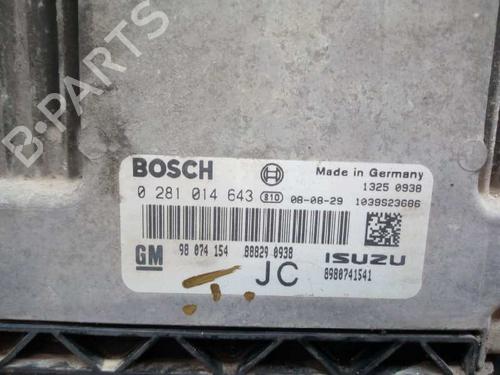 B-PARTS
BOSCH
Made in Germany
0 281 014 643 810 08-08-29
1325 0938
1039S23686
GM 98 074 154 88829 0938 ISUZU
JC 8980741541